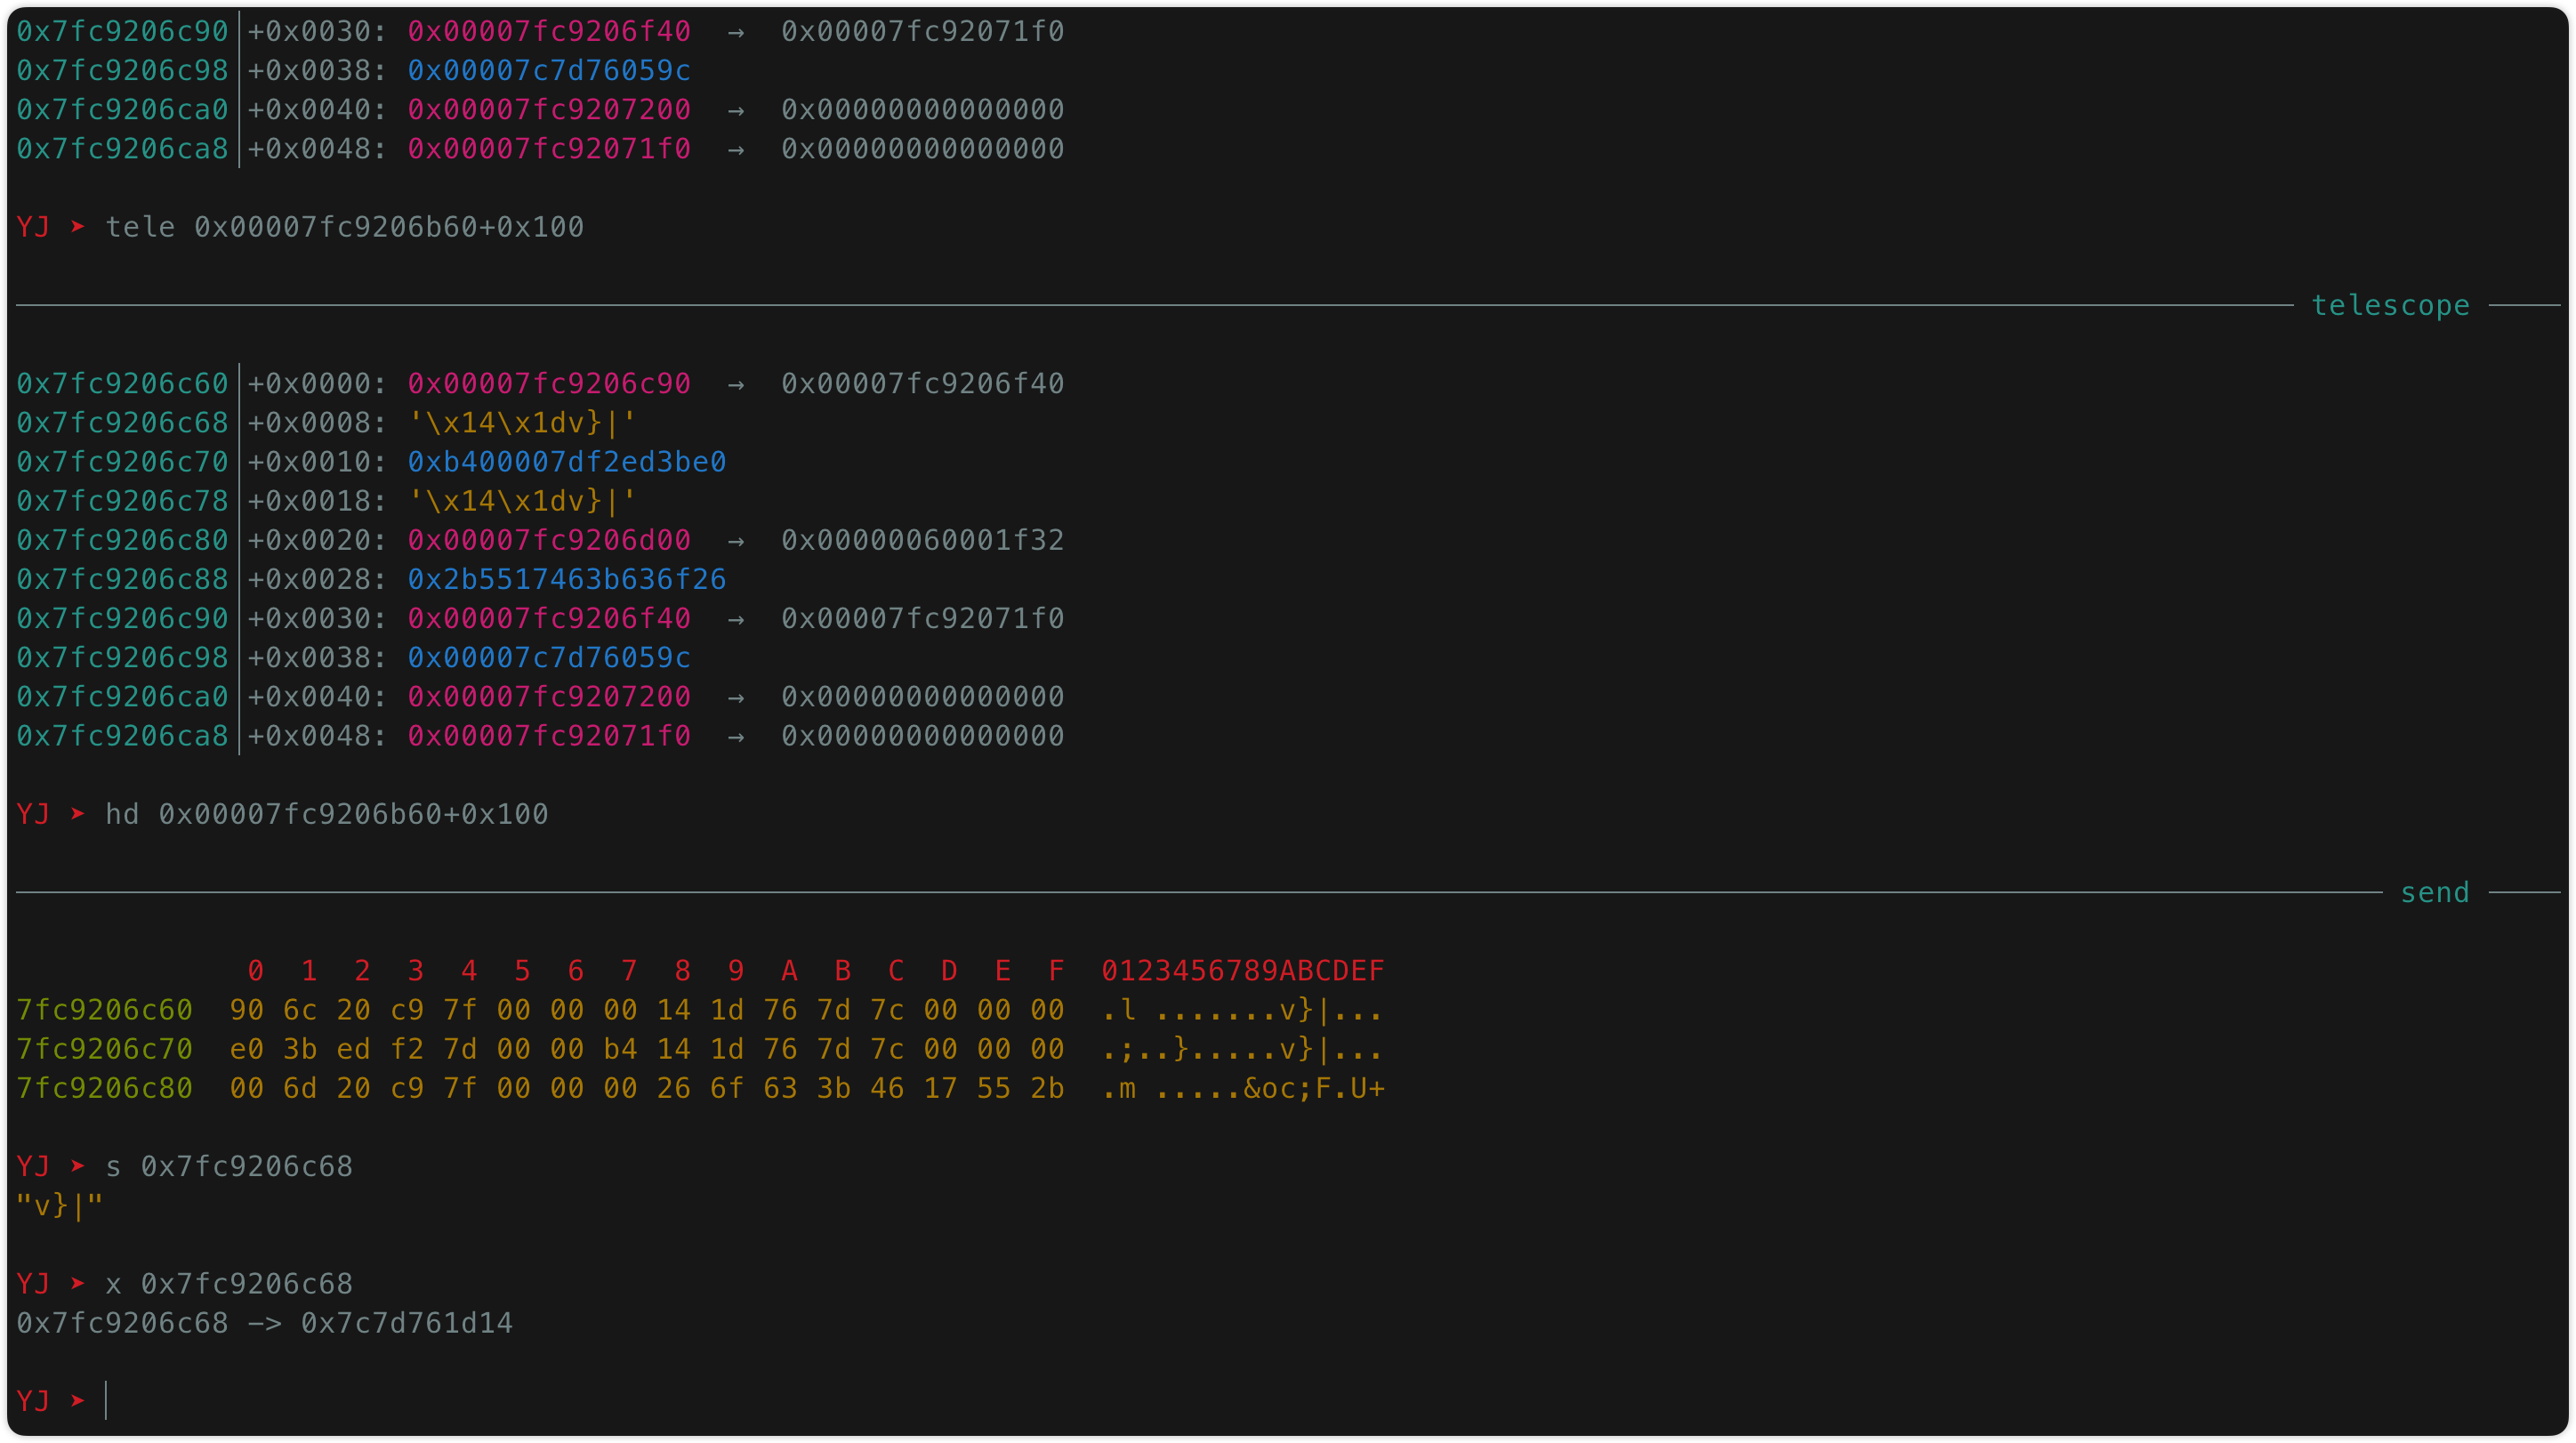 0x7fc9206c90│+0x0030: 0x00007fc9206f40  →  0x00007fc92071f0
0x7fc9206c98│+0x0038: 0x00007c7d76059c
0x7fc9206ca0│+0x0040: 0x00007fc9207200  →  0x00000000000000
0x7fc9206ca8│+0x0048: 0x00007fc92071f0  →  0x00000000000000
YJ ➤ tele 0x00007fc9206b60+0x100
telescope
0x7fc9206c60│+0x0000: 0x00007fc9206c90  →  0x00007fc9206f40
0x7fc9206c68│+0x0008: '\x14\x1dv}|'
0x7fc9206c70│+0x0010: 0xb400007df2ed3be0
0x7fc9206c78│+0x0018: '\x14\x1dv}|'
0x7fc9206c80│+0x0020: 0x00007fc9206d00  →  0x00000060001f32
0x7fc9206c88│+0x0028: 0x2b5517463b636f26
0x7fc9206c90│+0x0030: 0x00007fc9206f40  →  0x00007fc92071f0
0x7fc9206c98│+0x0038: 0x00007c7d76059c
0x7fc9206ca0│+0x0040: 0x00007fc9207200  →  0x00000000000000
0x7fc9206ca8│+0x0048: 0x00007fc92071f0  →  0x00000000000000
YJ ➤ hd 0x00007fc9206b60+0x100
send
0  1  2  3  4  5  6  7  8  9  A  B  C  D  E  F  0123456789ABCDEF
7fc9206c60  90 6c 20 c9 7f 00 00 00 14 1d 76 7d 7c 00 00 00  .l .......v}|...
7fc9206c70  e0 3b ed f2 7d 00 00 b4 14 1d 76 7d 7c 00 00 00  .;..}.....v}|...
7fc9206c80  00 6d 20 c9 7f 00 00 00 26 6f 63 3b 46 17 55 2b  .m .....&oc;F.U+
YJ ➤ s 0x7fc9206c68
"v}|"
YJ ➤ x 0x7fc9206c68
0x7fc9206c68 -> 0x7c7d761d14
YJ ➤